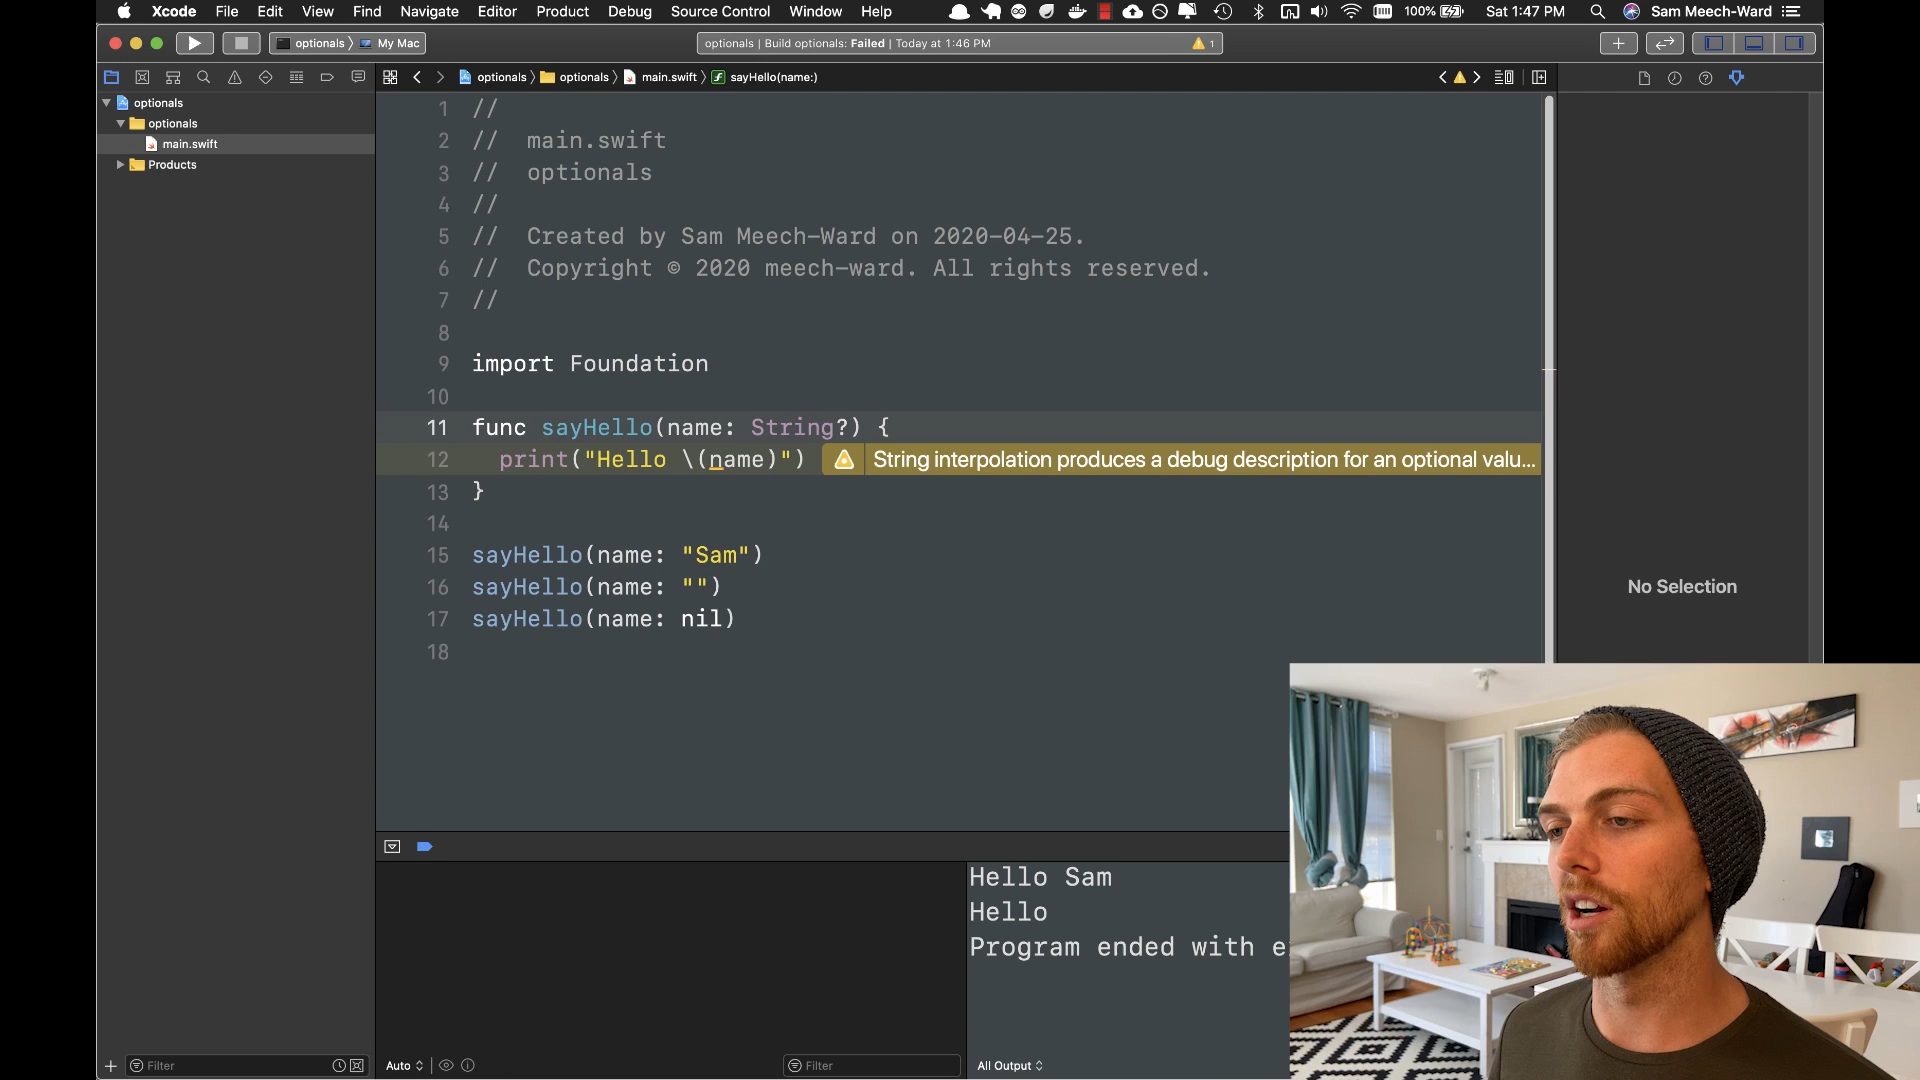 Xcode File Edit View Find Navigate Editor Product Debug Source Control Window Help 100% Sat 1:47 PM Sam Meech-Ward
optionals My Mac
optionals | Build optionals: Failed | Today at 1:46 PM 1
optionals optionals main.swift sayHello(name:)
optionals
optionals
main.swift
Products
1 //
2 // main.swift
3 // optionals
4 //
5 // Created by Sam Meech-Ward on 2020-04-25.
6 // Copyright © 2020 meech-ward. All rights reserved.
7 //
8
9 import Foundation
10
11 func sayHello(name: String?) {
12 print("Hello \(name)") String interpolation produces a debug description for an optional valu...
13 }
14
15 sayHello(name: "Sam")
16 sayHello(name: "")
17 sayHello(name: nil)
18
No Selection
Hello Sam
Hello
Program ended with e
Filter
Auto
Filter
All Output